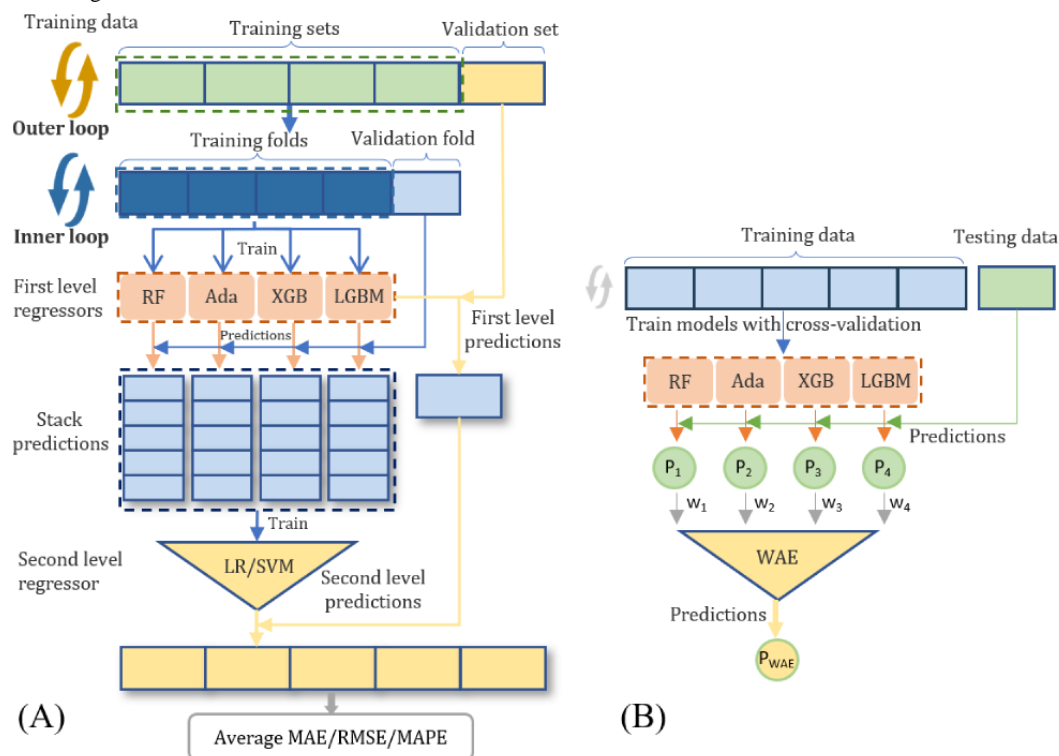 Training data
Training sets
Validation set
Outer loop
Training folds
Validation fold
Inner loop
Train
First level
regressors
RF
Ada
XGB
LGBM
First level
predictions
Predictions
Stack
predictions
Train
Second level
regressor
LR/SVM
Second level
predictions
(A)
Average MAE/RMSE/MAPE
Training data
Testing data
Train models with cross-validation
RF
Ada
XGB
LGBM
Predictions
P1
P2
P3
P4
w1
w2
w3
w4
WAE
Predictions
PWAE
(B)